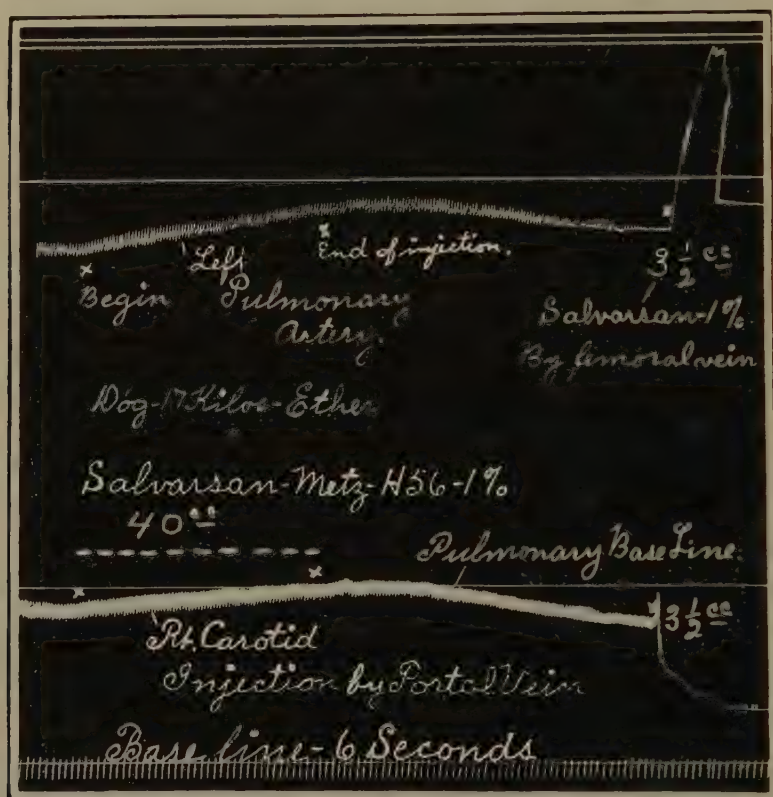 Left
End of injection.
Begin
Pulmonary
Artery.
3 1/2 cc
Salvarsan-1%
By femoral vein
Dog-17 Kilos-Ether
Salvarsan-Metz-H56-1%
40 cc
Pulmonary Base Line
3 1/2 cc
Rt. Carotid
Injection by Portal Vein
Base line-6 Seconds